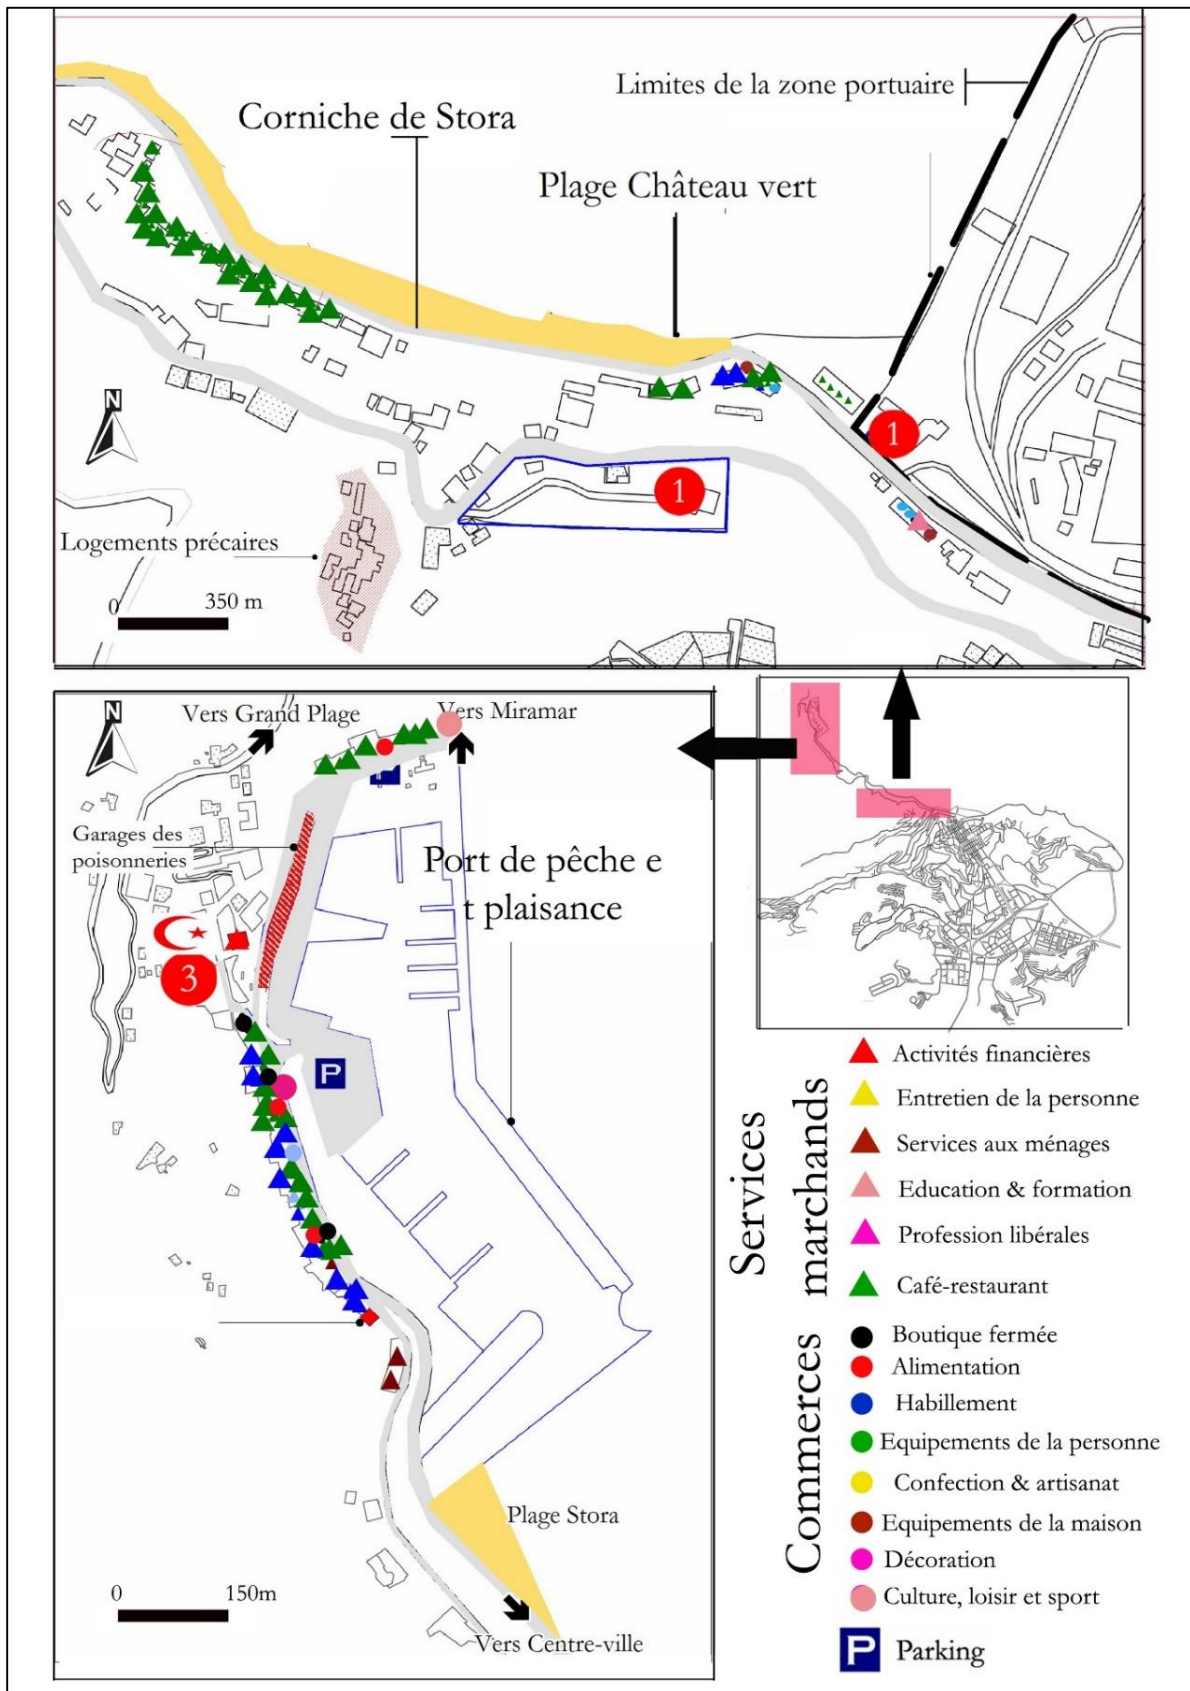 Limites de la zone portuaire
Corniche de Stora
Plage Château vert
1
N
1
Logements précaires
0 350 m
N
Vers Grand Plage
Vers Miramar
Garages des
poisonneries
Port de pêche e
t plaisance
3
P
0 150m
Plage Stora
Vers Centre-ville
Services
marchands
Activités financières
Entretien de la personne
Services aux ménages
Education & formation
Profession libérales
Café-restaurant
Commerces
Boutique fermée
Alimentation
Habillement
Equipements de la personne
Confection & artisanat
Equipements de la maison
Décoration
Culture, loisir et sport
P Parking